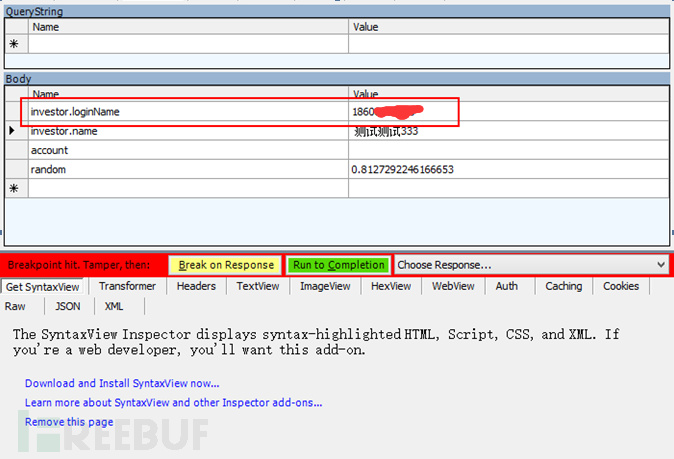 QueryString
Name Value
Body
Name Value
investor.loginName 1860
investor.name 测试测试333
account
random 0.8127292246166653
Breakpoint hit. Tamper, then: Break on Response Run to Completion Choose Response...
Get SyntaxView Transformer Headers TextView ImageView HexView WebView Auth Caching Cookies
Raw JSON XML
The SyntaxView Inspector displays syntax-highlighted HTML, Script, CSS, and XML. If
you're a web developer, you'll want this add-on.
Download and Install SyntaxView now...
Learn more about SyntaxView and other Inspector add-ons...
Remove this page
FREEBUF